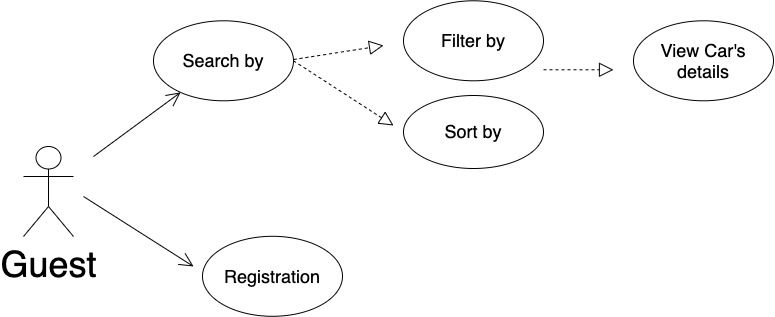 Search by
Filter by
View Car's
details
Sort by
Guest
Registration